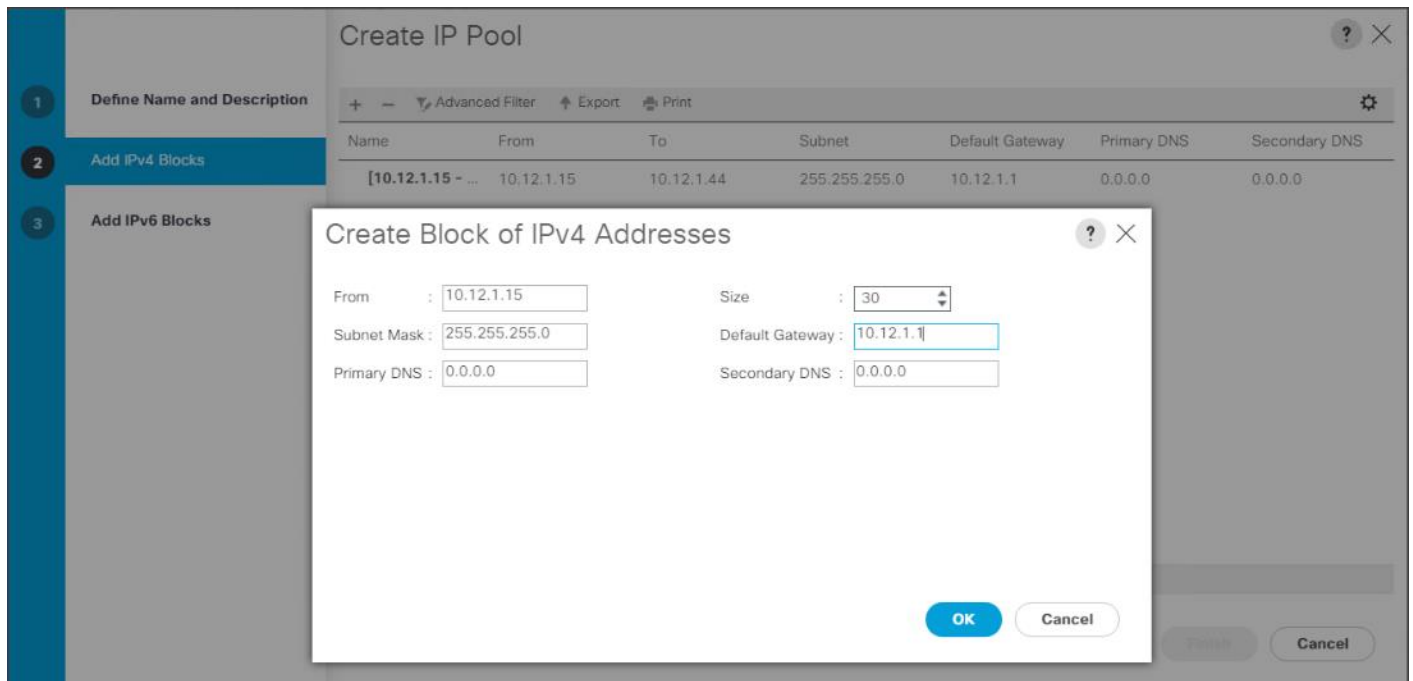 Create IP Pool
?
1 Define Name and Description
2 Add IPv4 Blocks
3 Add IPv6 Blocks
+ − Advanced Filter Export Print
Name From To Subnet Default Gateway Primary DNS Secondary DNS
[10.12.1.15 - ... 10.12.1.15 10.12.1.44 255.255.255.0 10.12.1.1 0.0.0.0 0.0.0.0
Create Block of IPv4 Addresses
?
From : 10.12.1.15 Size : 30
Subnet Mask : 255.255.255.0 Default Gateway : 10.12.1.1
Primary DNS : 0.0.0.0 Secondary DNS : 0.0.0.0
OK Cancel
Finish Cancel